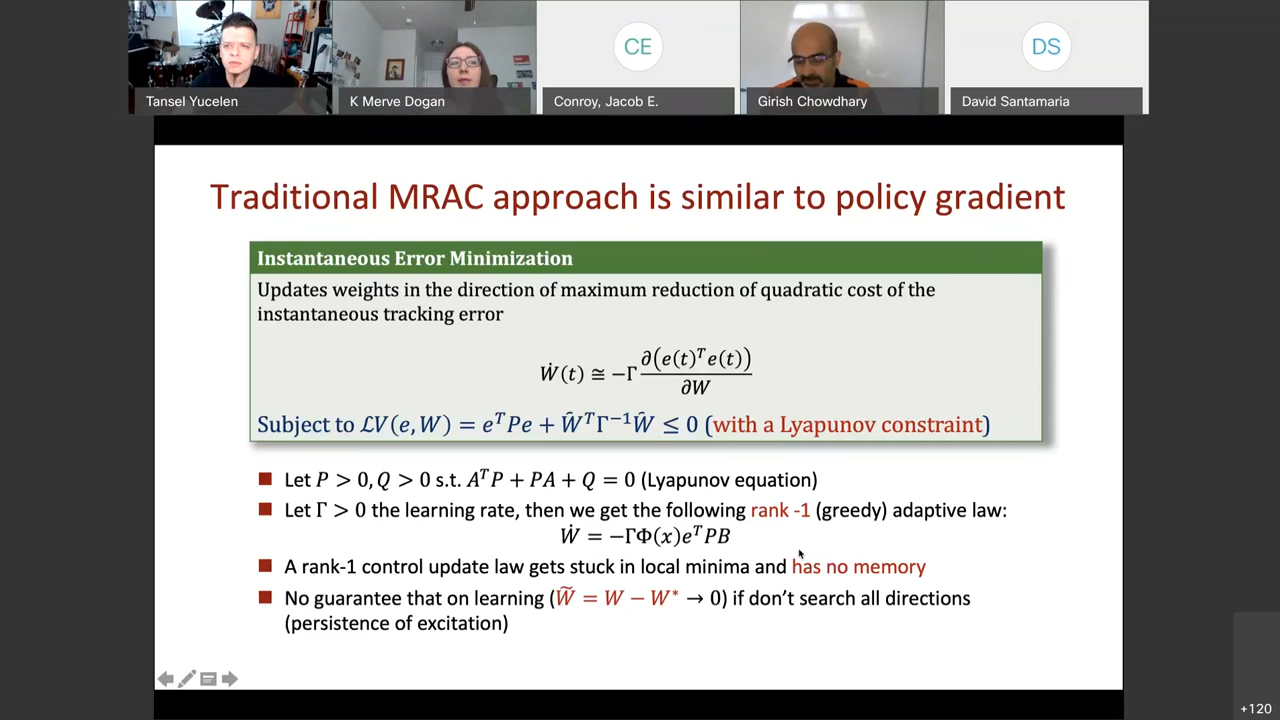 Tansel Yucelen
K Merve Dogan
CE
Conroy, Jacob E.
Girish Chowdhary
DS
David Santamaria
Traditional MRAC approach is similar to policy gradient
Instantaneous Error Minimization
Updates weights in the direction of maximum reduction of quadratic cost of the
instantaneous tracking error
Ẇ(t) ≅ −Γ ∂(e(t)ᵀe(t)) / ∂W
Subject to ℒV(e, W) = eᵀPe + W̃ᵀΓ⁻¹W̃ ≤ 0 (with a Lyapunov constraint)
Let P > 0, Q > 0 s.t. AᵀP + PA + Q = 0 (Lyapunov equation)
Let Γ > 0 the learning rate, then we get the following rank -1 (greedy) adaptive law:
Ẇ = −ΓΦ(x)eᵀPB
A rank-1 control update law gets stuck in local minima and has no memory
No guarantee that on learning (W̃ = W − W* → 0) if don’t search all directions
(persistence of excitation)
+120